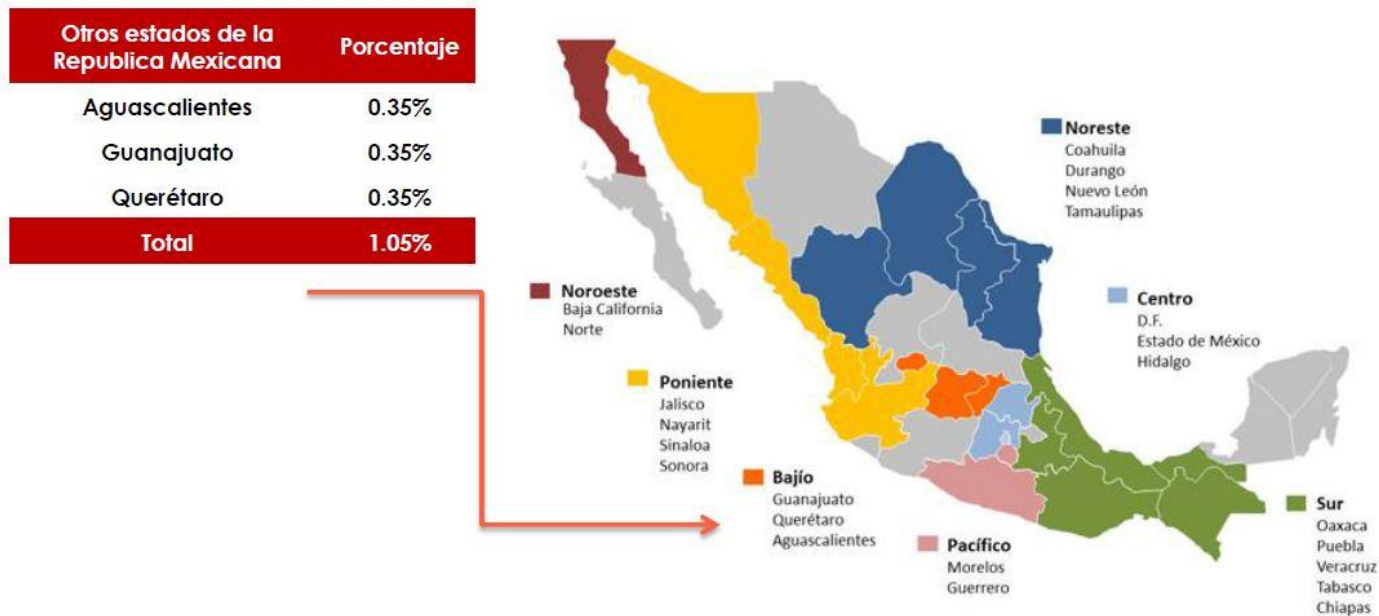 Otros estados de la
Republica Mexicana
Porcentaje
Aguascalientes 0.35%
Guanajuato 0.35%
Querétaro 0.35%
Total 1.05%
Noreste
Coahuila
Durango
Nuevo León
Tamaulipas
Noroeste
Baja California
Norte
Centro
D.F.
Estado de México
Hidalgo
Poniente
Jalisco
Nayarit
Sinaloa
Sonora
Bajío
Guanajuato
Querétaro
Aguascalientes
Pacífico
Morelos
Guerrero
Sur
Oaxaca
Puebla
Veracruz
Tabasco
Chiapas